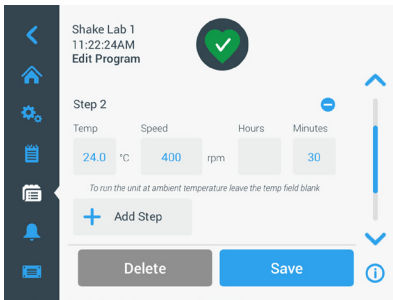 Shake Lab 1
11:22:24AM
Edit Program
Step 2
Temp Speed Hours Minutes
24.0 °C 400 rpm 30
To run the unit at ambient temperature leave the temp field blank
+ Add Step
Delete Save